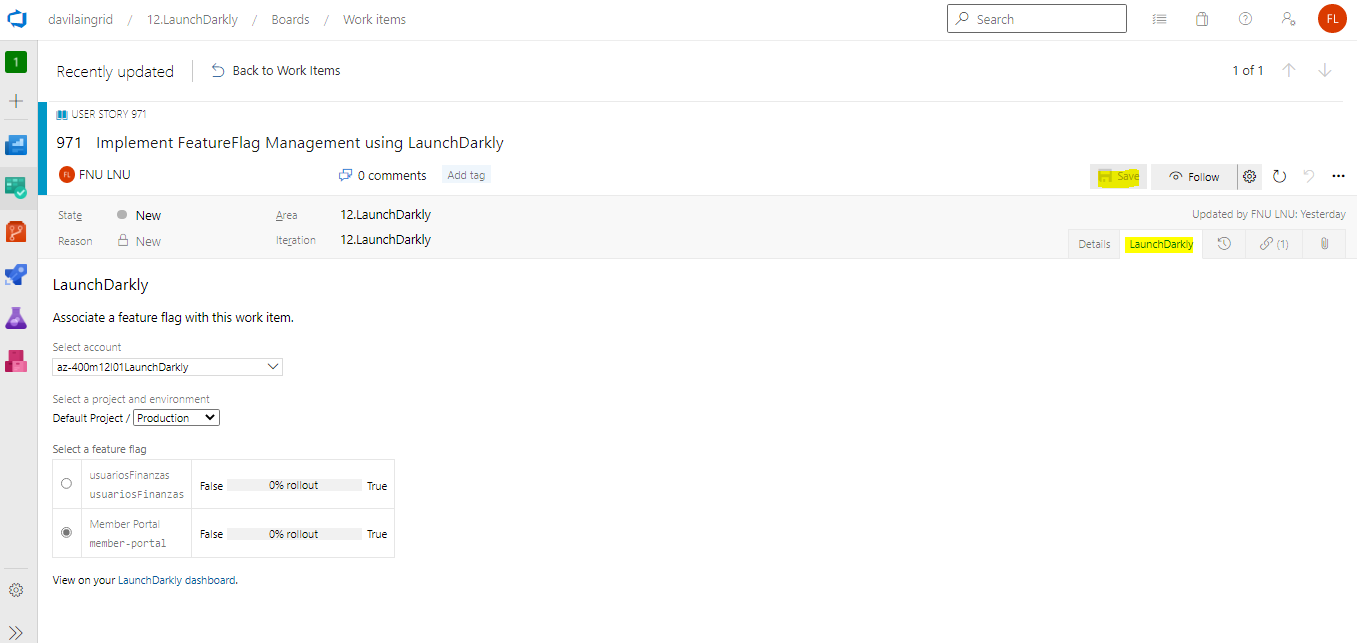 davilaingrid / 12.LaunchDarkly / Boards / Work items
Search
FL
1
Recently updated
Back to Work Items
1 of 1
USER STORY 971
971 Implement FeatureFlag Management using LaunchDarkly
FL FNU LNU
0 comments
Add tag
Save
Follow
State
New
Area
12.LaunchDarkly
Updated by FNU LNU: Yesterday
Reason
New
Iteration
12.LaunchDarkly
Details
LaunchDarkly
(1)
LaunchDarkly
Associate a feature flag with this work item.
Select account
az-400m12l01LaunchDarkly
Select a project and environment
Default Project / Production
Select a feature flag
usuariosFinanzas
usuariosFinanzas
False 0% rollout True
Member Portal
member-portal
False 0% rollout True
View on your LaunchDarkly dashboard.